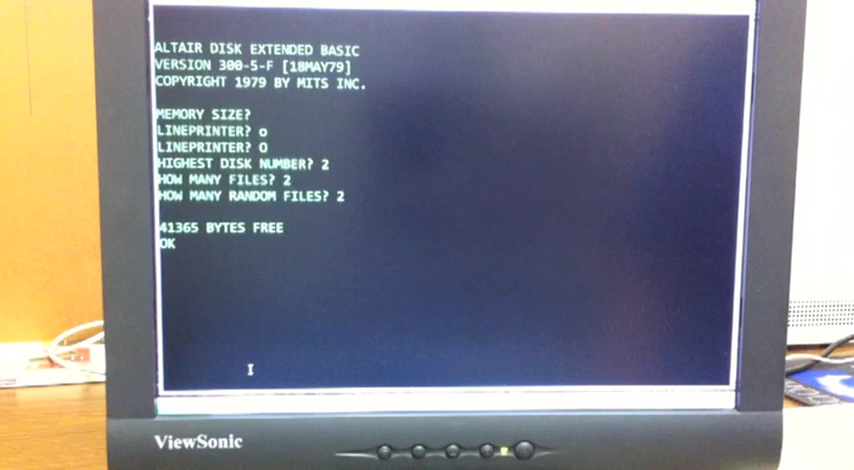 ALTAIR DISK EXTENDED BASIC
VERSION 300-5-F [18MAY79]
COPYRIGHT 1979 BY MITS INC.
MEMORY SIZE?
LINEPRINTER? o
LINEPRINTER? O
HIGHEST DISK NUMBER? 2
HOW MANY FILES? 2
HOW MANY RANDOM FILES? 2
41365 BYTES FREE
OK
ViewSonic